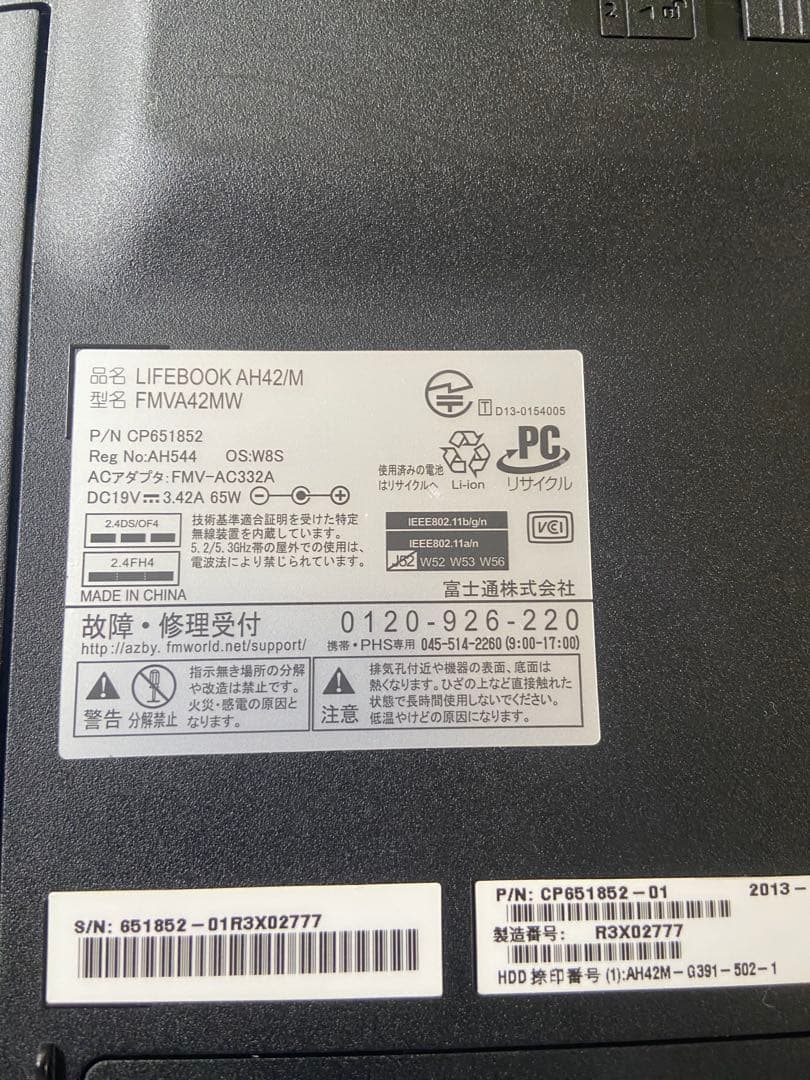 2 1
品名 LIFEBOOK AH42/M
型名 FMVA42MW
T D13-0154005
P/N CP651852
Reg No:AH544 OS:W8S
ACアダプタ:FMV-AC332A
DC19V 3.42A 65W
使用済みの電池
はリサイクルへ Li-ion
PC
リサイクル
2.4DS/OF4
2.4FH4
技術基準適合証明を受けた特定
無線装置を内蔵しています。
5.2/5.3GHz帯の屋外での使用は、
電波法により禁じられています。
IEEE802.11b/g/n
IEEE802.11a/n
J52 W52 W53 W56
VCI
MADE IN CHINA
富士通株式会社
故障・修理受付 0120-926-220
http://azby.fmworld.net/support/ 携帯・PHS専用 045-514-2260 (9:00-17:00)
警告 分解禁止
指示無き場所の分解
や改造は禁止です。
火災・感電の原因と
なります。
注意
排気孔付近や機器の表面、底面は
熱くなります。ひざの上など直接触れた
状態で長時間使用しないでください。
低温やけどの原因になります。
S/N: 651852-01R3X02777
P/N: CP651852-01 2013-
製造番号: R3X02777
HDD 捺印番号 (1):AH42M-G391-502-1